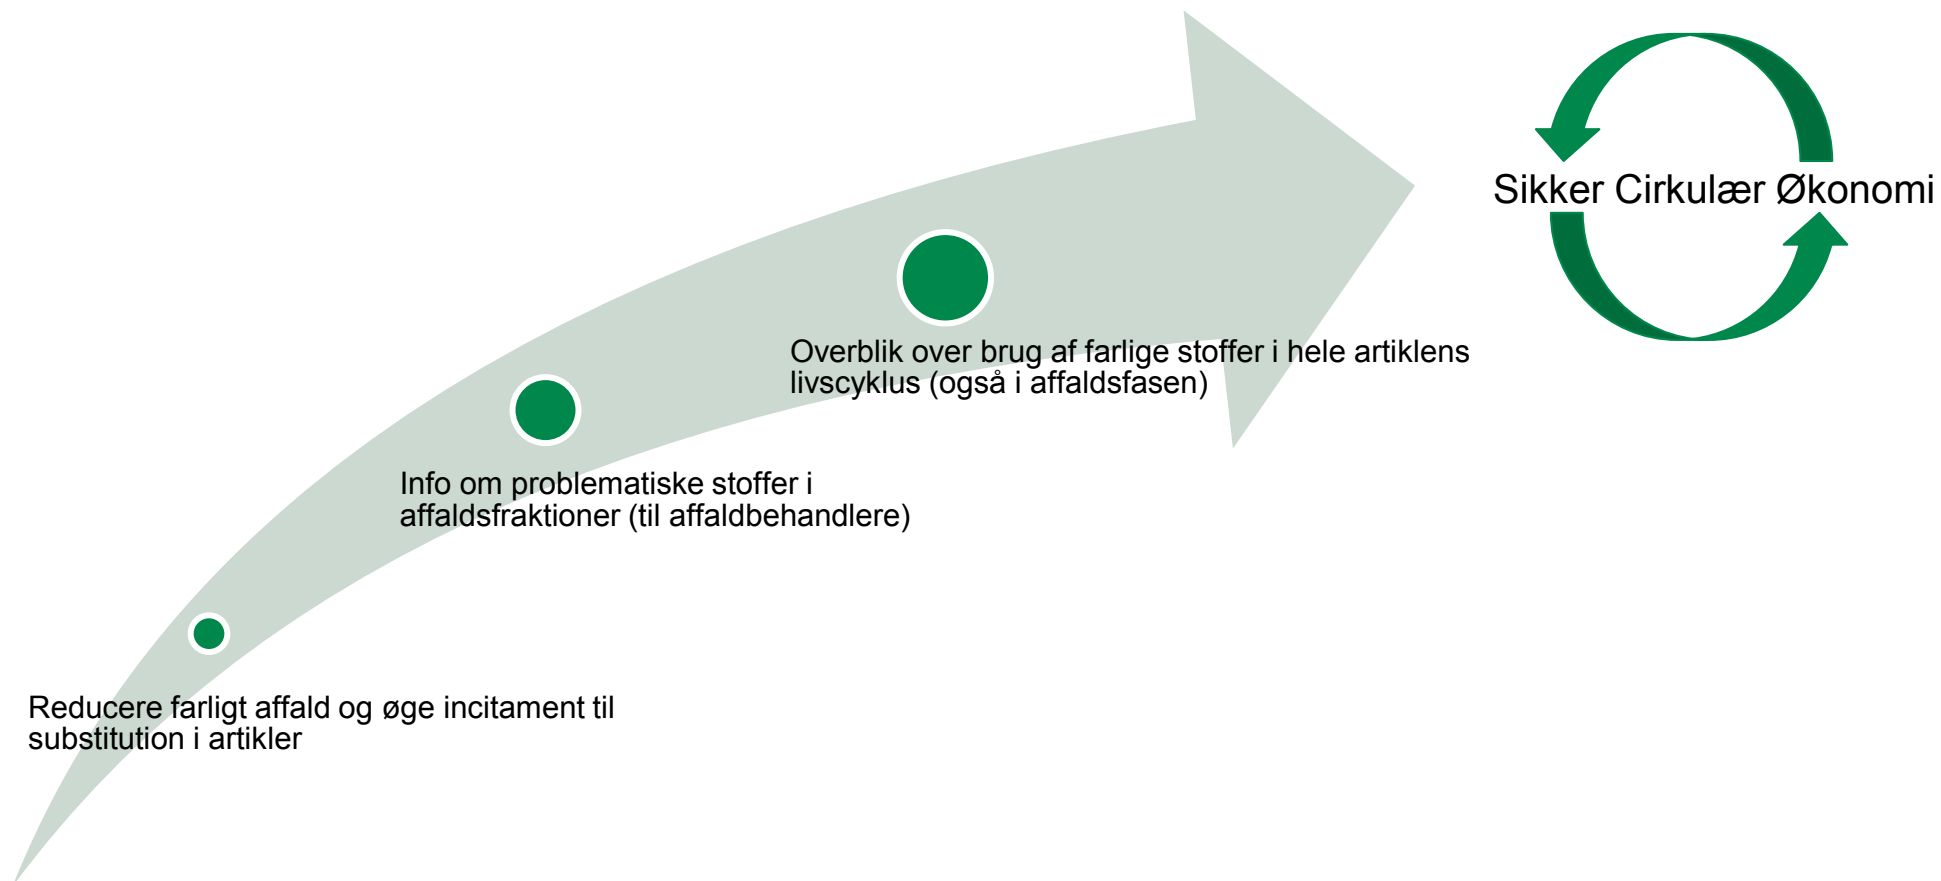 Sikker Cirkulær Økonomi
Overblik over brug af farlige stoffer i hele artiklens
livscyklus (også i affaldsfasen)
Info om problematiske stoffer i
affaldsfraktioner (til affaldbehandlere)
Reducere farligt affald og øge incitament til
substitution i artikler